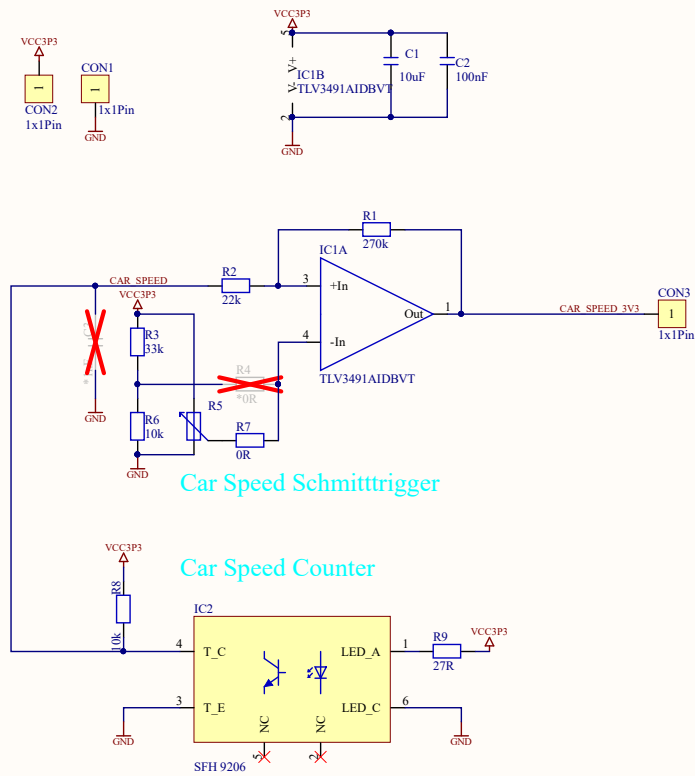 VCC3P3
1
CON2
1x1Pin
CON1
1
1x1Pin
GND
VCC3P3
5
V+
V-
2
IC1B
TLV3491AIDBVT
C1
10uF
C2
100nF
GND
R1
270k
IC1A
CAR_SPEED
R2
22k
3
+In
4
-In
Out
1
TLV3491AIDBVT
CAR_SPEED_3V3
CON3
1
1x1Pin
VCC3P3
R3
33k
R4
*0R
GND
R6
10k
R5
R7
0R
GND
Car Speed Schmitttrigger
Car Speed Counter
VCC3P3
R8
10k
IC2
4
T_C
LED_A
1
R9
27R
VCC3P3
3
T_E
LED_C
6
NC
NC
5
2
GND
GND
SFH 9206